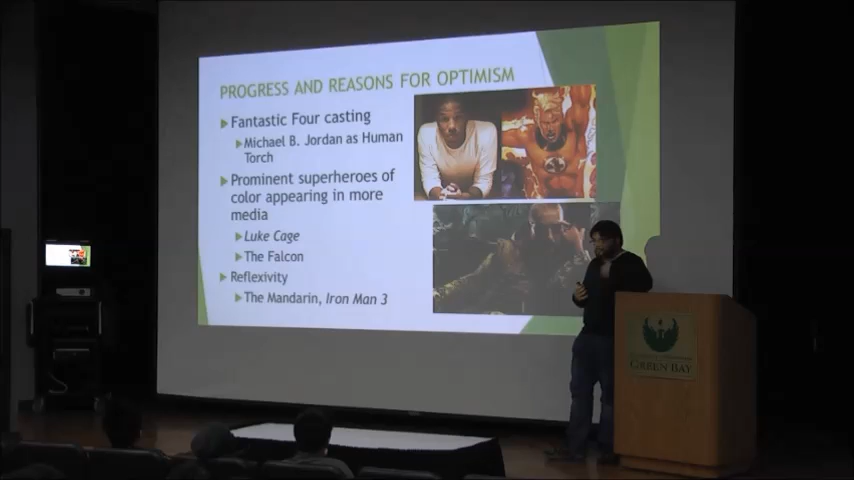 PROGRESS AND REASONS FOR OPTIMISM
Fantastic Four casting
Michael B. Jordan as Human
Torch
Prominent superheroes of
color appearing in more
media
Luke Cage
The Falcon
Reflexivity
The Mandarin, Iron Man 3
GREEN BAY